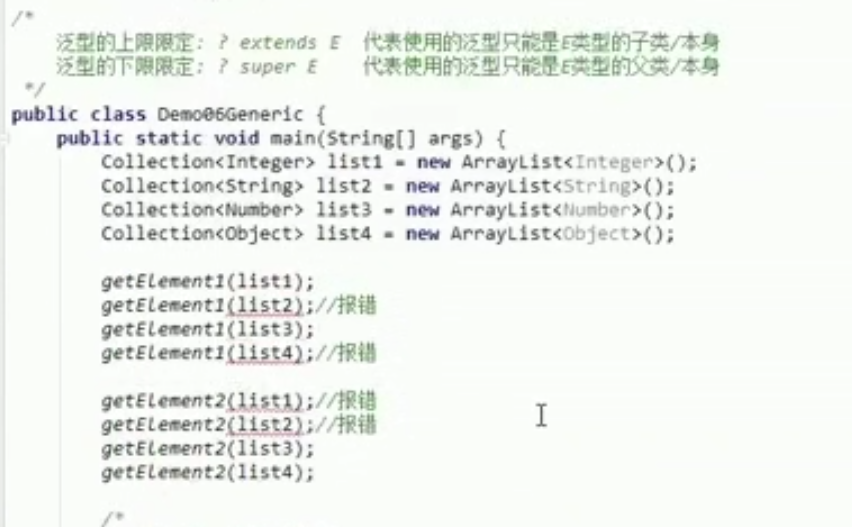 /*
泛型的上限限定: ? extends E 代表使用的泛型只能是E类型的子类/本身
泛型的下限限定: ? super E 代表使用的泛型只能是E类型的父类/本身
*/
public class Demo06Generic {
public static void main(String[] args) {
Collection<Integer> list1 = new ArrayList<Integer>();
Collection<String> list2 = new ArrayList<String>();
Collection<Number> list3 = new ArrayList<Number>();
Collection<Object> list4 = new ArrayList<Object>();
getElement1(list1);
getElement1(list2);//报错
getElement1(list3);
getElement1(list4);//报错
getElement2(list1);//报错
getElement2(list2);//报错
getElement2(list3);
getElement2(list4);
/*